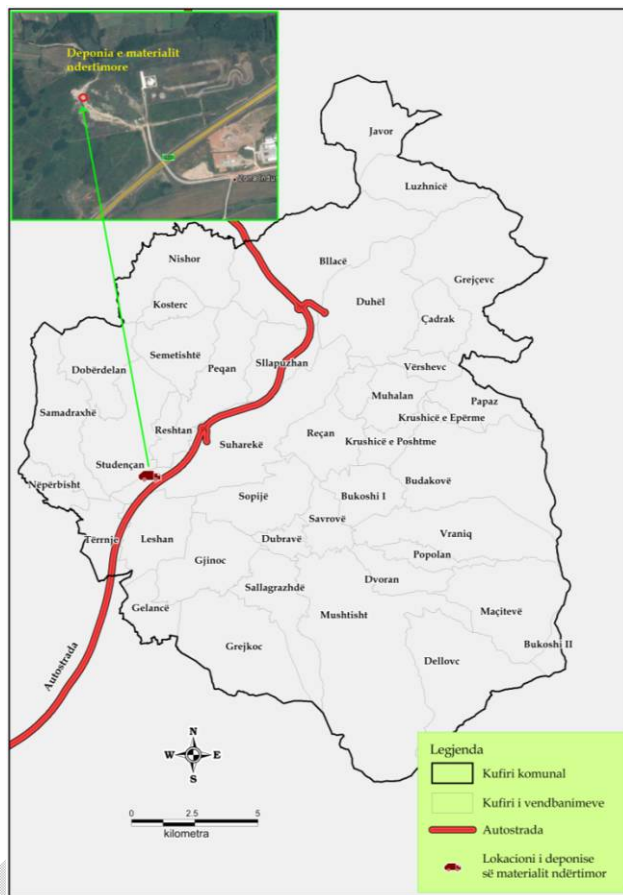 Deponia e materialit
ndertimore
Zona Indu
Javor
Luzhnicë
Bllacë
Grejçevc
Nishor
Duhël
Kosterc
Çadrak
Semetishtë
Peqan
Sllapuzhan
Dobërdelan
Vërshevc
Muhalan
Papaz
Samadraxhë
Krushicë e Epërme
Reshtan
Suharekë
Reçan
Krushicë e Poshtme
Studençan
Nëpërbisht
Budakovë
Sopijë
Bukoshi I
Savrovë
Vraniq
Tërrnje
Leshan
Dubravë
Popolan
Gjinoc
Dvoran
Sallagrazhdë
Maçitevë
Gelancë
Mushtisht
Grejkoc
Bukoshi II
Dellovc
Autostrada
N
W E
S
0 2.5 5
kilometra
Legjenda
Kufiri komunal
Kufiri i vendbanimeve
Autostrada
Lokacioni i deponise
së materialit ndërtimor